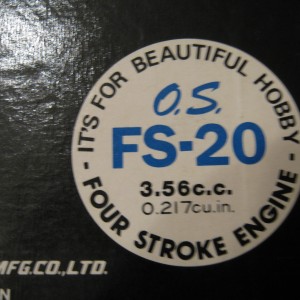 - IT'S FOR BEAUTIFUL HOBBY -
O.S.
FS-20
3.56c.c.
0.217cu.in.
FOUR STROKE ENGINE
MFG.CO.,LTD.